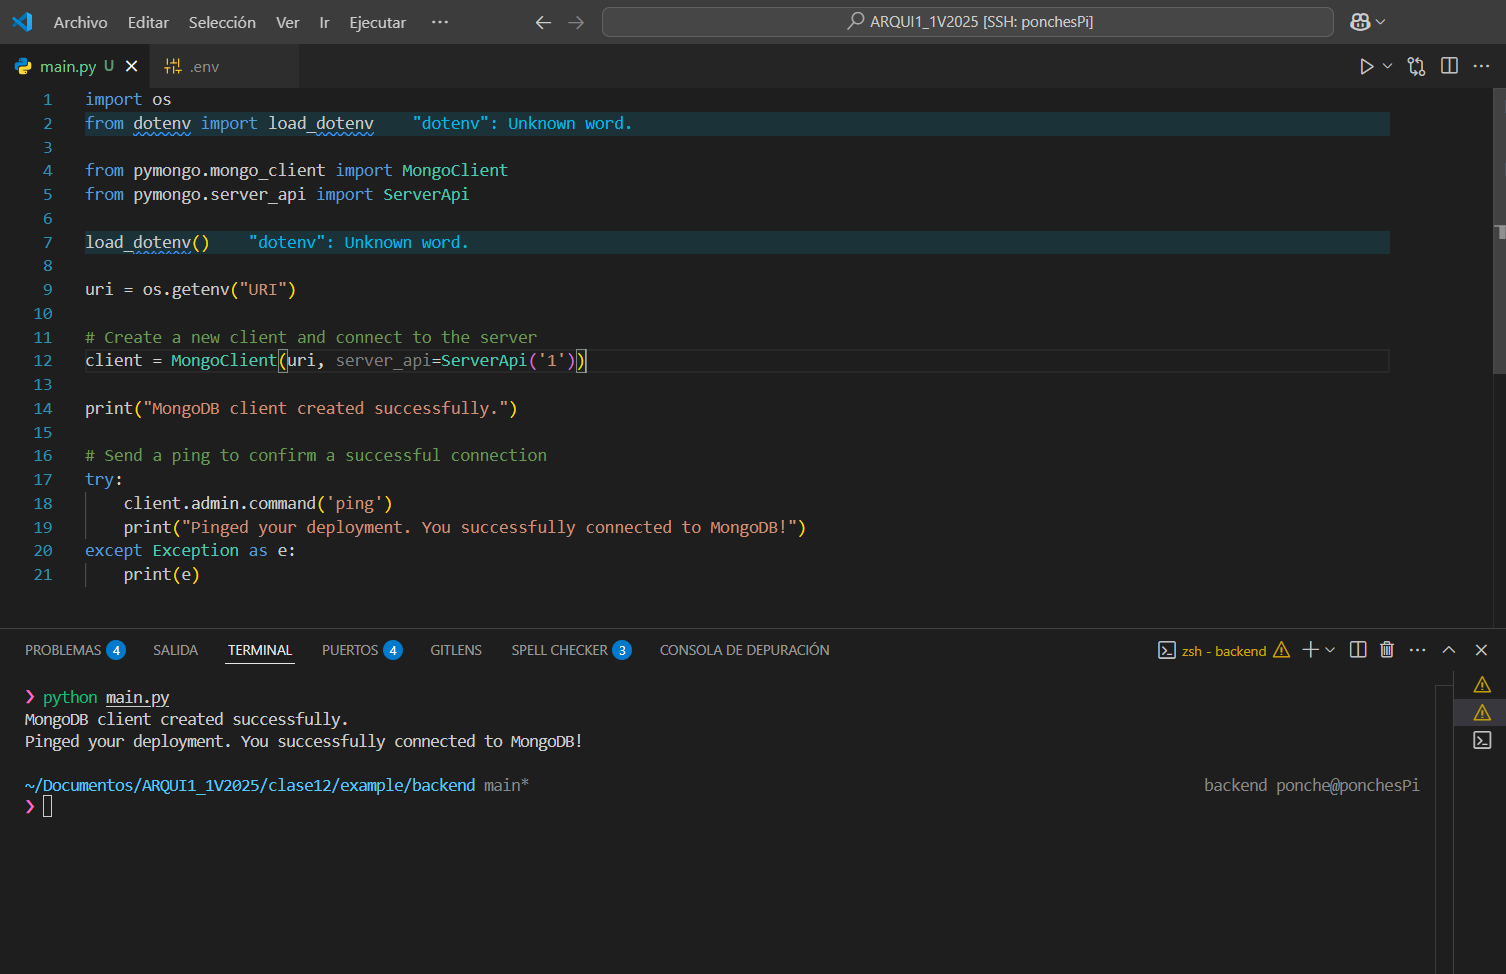 Archivo Editar Selección Ver Ir Ejecutar ··· ARQUI1_1V2025 [SSH: ponchesPi]
main.py U .env
1 import os
2 from dotenv import load_dotenv "dotenv": Unknown word.
3
4 from pymongo.mongo_client import MongoClient
5 from pymongo.server_api import ServerApi
6
7 load_dotenv() "dotenv": Unknown word.
8
9 uri = os.getenv("URI")
10
11 # Create a new client and connect to the server
12 client = MongoClient(uri, server_api=ServerApi('1'))
13
14 print("MongoDB client created successfully.")
15
16 # Send a ping to confirm a successful connection
17 try:
18 client.admin.command('ping')
19 print("Pinged your deployment. You successfully connected to MongoDB!")
20 except Exception as e:
21 print(e)
PROBLEMAS 4 SALIDA TERMINAL PUERTOS 4 GITLENS SPELL CHECKER 3 CONSOLA DE DEPURACIÓN zsh - backend
❯ python main.py
MongoDB client created successfully.
Pinged your deployment. You successfully connected to MongoDB!
~/Documentos/ARQUI1_1V2025/clase12/example/backend main* backend ponche@ponchesPi
❯